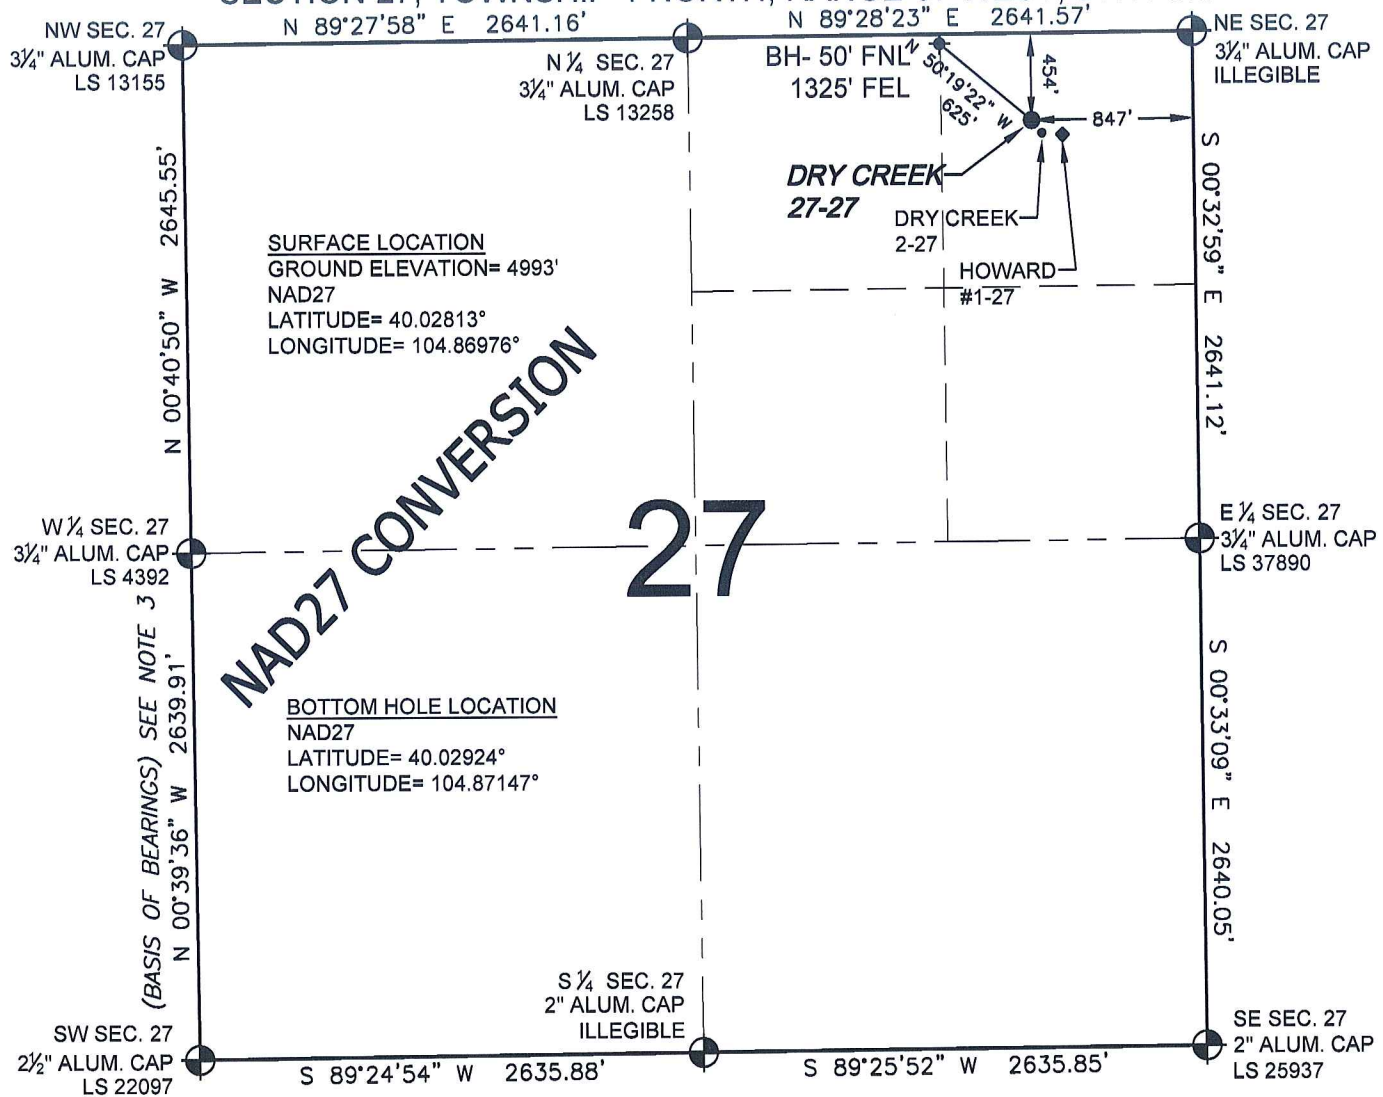 N 89°27'58" E 2641.16'
N 89°28'23" E 2641.57'
NW SEC. 27
3¼" ALUM. CAP
LS 13155
N ¼ SEC. 27
3¼" ALUM. CAP
LS 13258
BH- 50' FNL
1325' FEL
N 50°19'22" W
625'
454'
847'
NE SEC. 27
3¼" ALUM. CAP
ILLEGIBLE
DRY CREEK
27-27
DRY CREEK
2-27
HOWARD
#1-27
N 00°40'50" W 2645.55'
S 00°32'59" E 2641.12'
SURFACE LOCATION
GROUND ELEVATION= 4993'
NAD27
LATITUDE= 40.02813°
LONGITUDE= 104.86976°
NAD27 CONVERSION
27
W ¼ SEC. 27
3¼" ALUM. CAP
LS 4392
E ¼ SEC. 27
3¼" ALUM. CAP
LS 37890
(BASIS OF BEARINGS) SEE NOTE 3
N 00°39'36" W 2639.91'
S 00°33'09" E 2640.05'
BOTTOM HOLE LOCATION
NAD27
LATITUDE= 40.02924°
LONGITUDE= 104.87147°
SW SEC. 27
2½" ALUM. CAP
LS 22097
S ¼ SEC. 27
2" ALUM. CAP
ILLEGIBLE
SE SEC. 27
2" ALUM. CAP
LS 25937
S 89°24'54" W 2635.88'
S 89°25'52" W 2635.85'